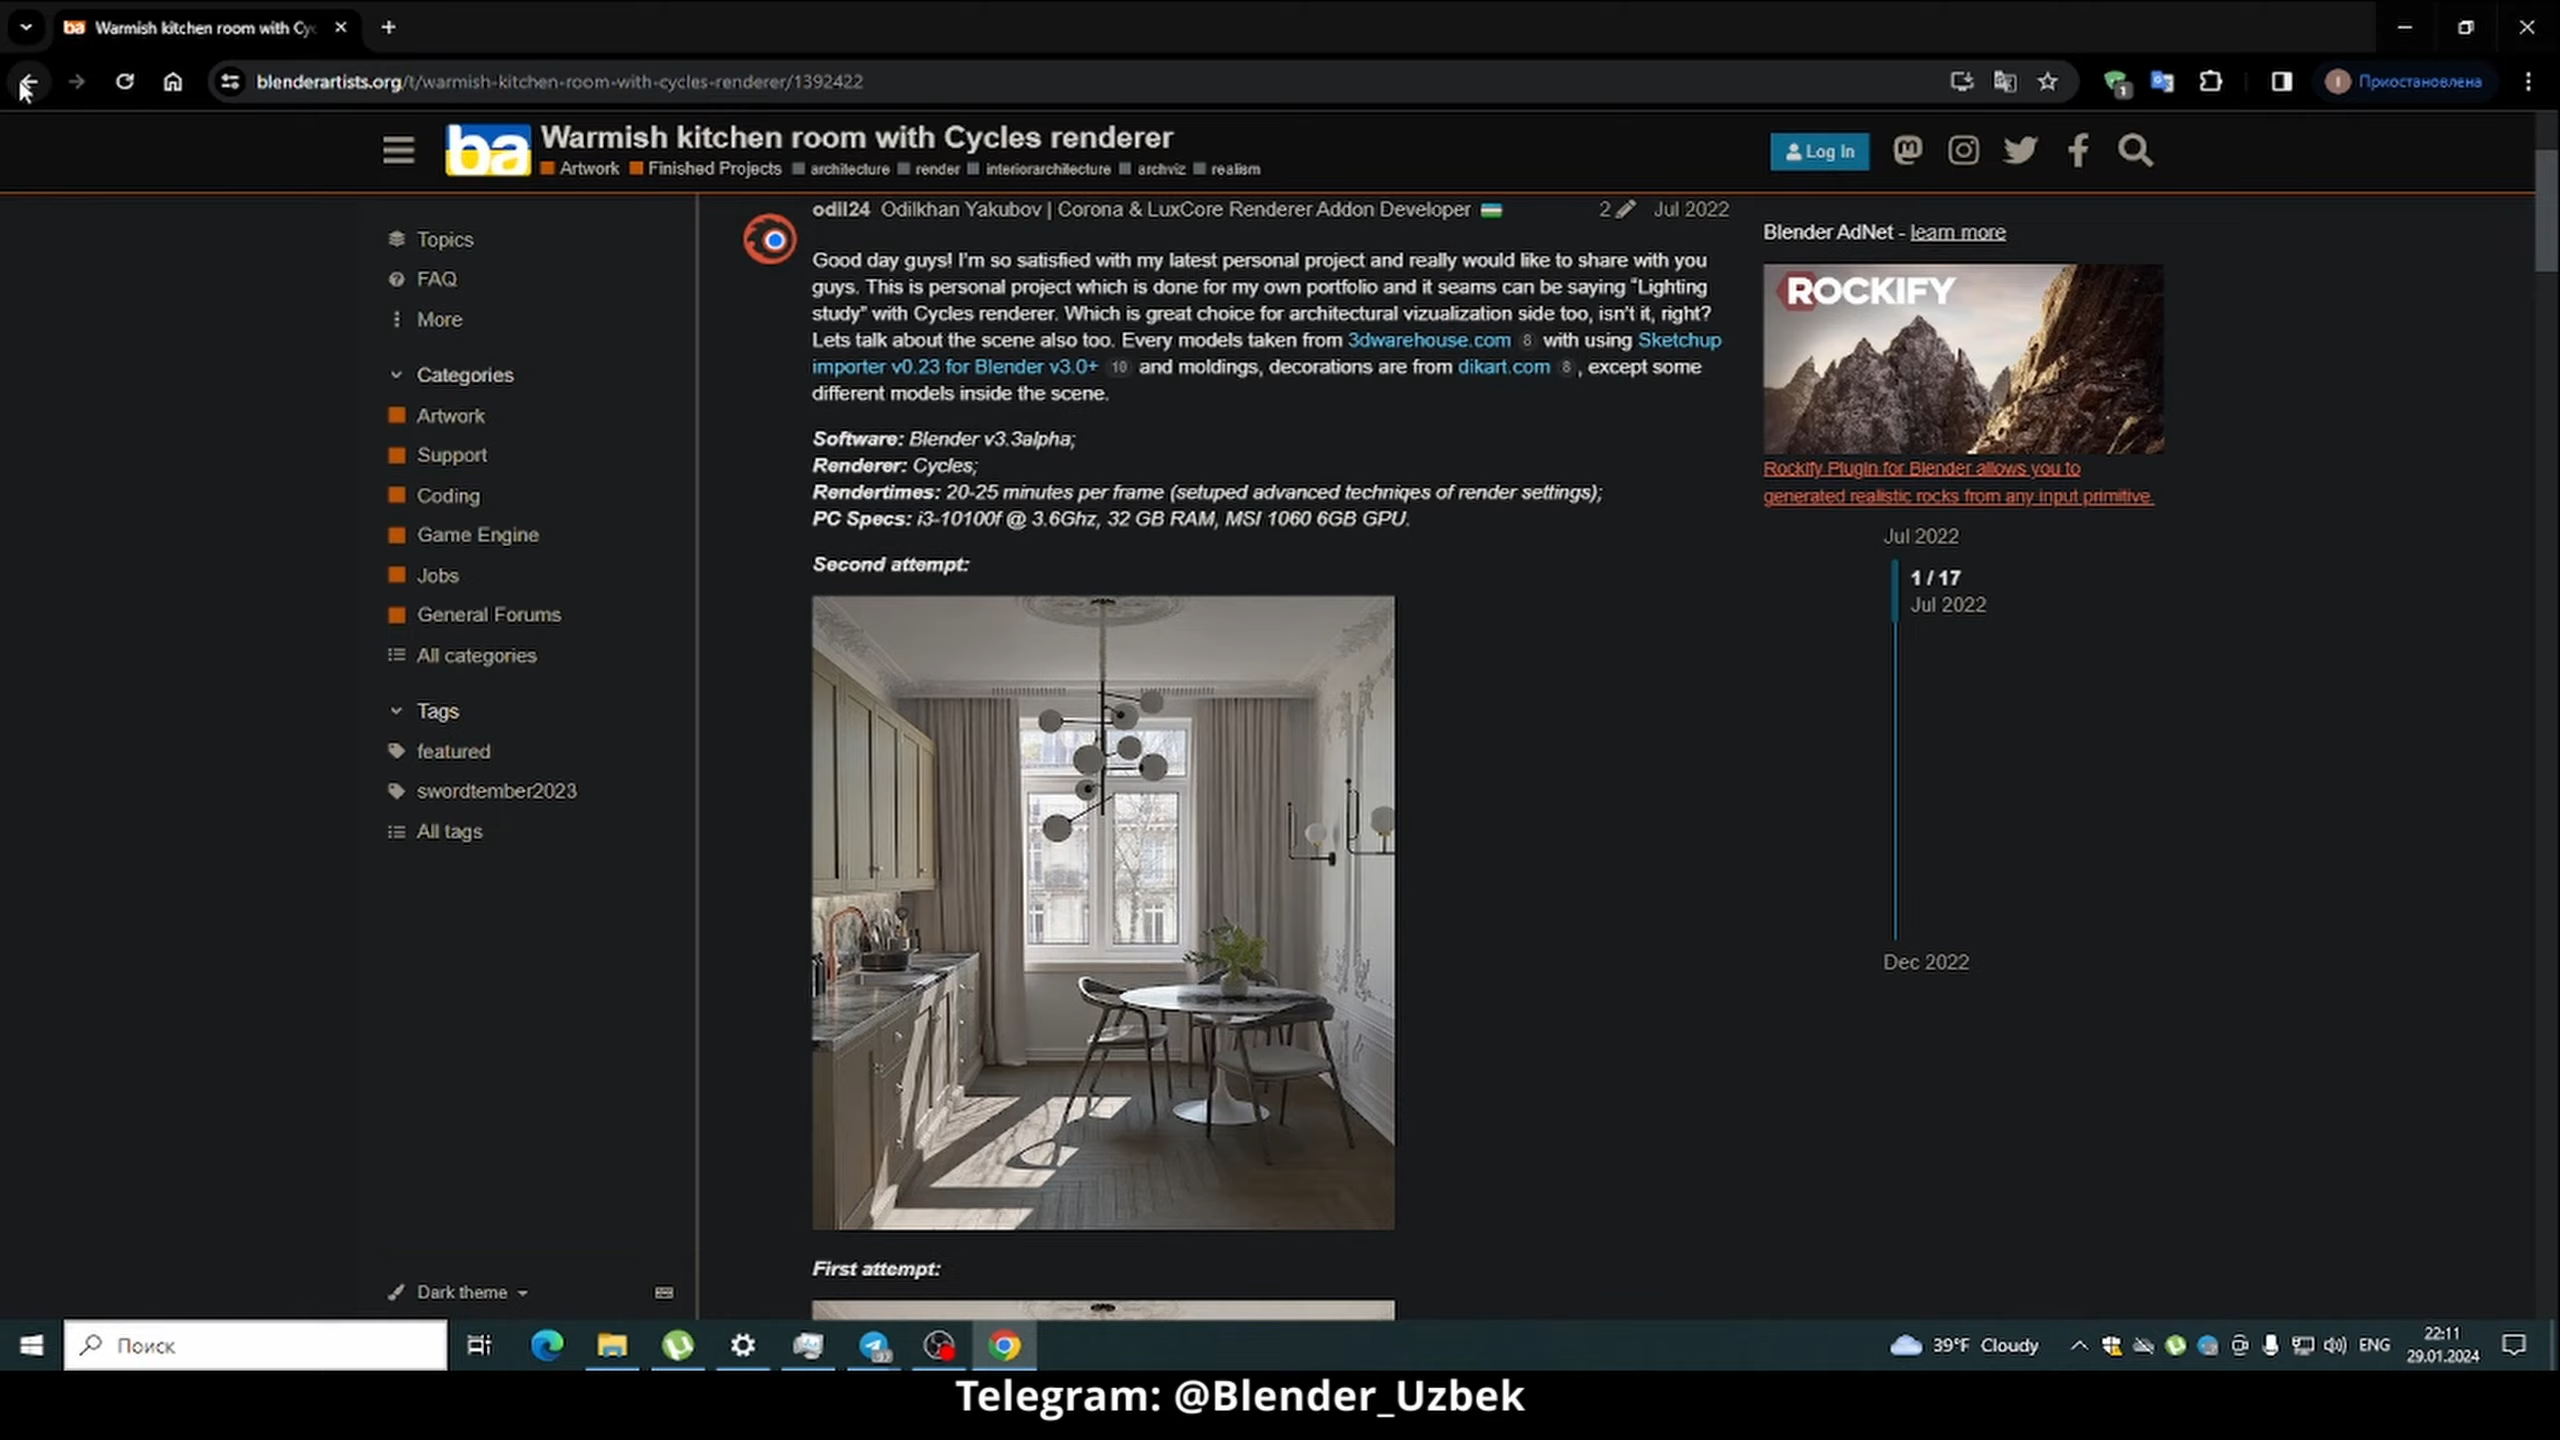 Warmish kitchen room with Cyc
blenderartists.org/t/warmish-kitchen-room-with-cycles-renderer/1392422
1
I
Приостановлена
ba
Warmish kitchen room with Cycles renderer
Artwork Finished Projects architecture render interiorarchitecture archviz realism
Log In
Topics
FAQ
More
Categories
Artwork
Support
Coding
Game Engine
Jobs
General Forums
All categories
Tags
featured
swordtember2023
All tags
Dark theme
odil24 Odilkhan Yakubov | Corona & LuxCore Renderer Addon Developer
2 Jul 2022
Good day guys! I'm so satisfied with my latest personal project and really would like to share with you
guys. This is personal project which is done for my own portfolio and it seams can be saying “Lighting
study” with Cycles renderer. Which is great choice for architectural vizualization side too, isn't it, right?
Lets talk about the scene also too. Every models taken from 3dwarehouse.com 8 with using Sketchup
importer v0.23 for Blender v3.0+ 10 and moldings, decorations are from dikart.com 8 , except some
different models inside the scene.
Software: Blender v3.3alpha;
Renderer: Cycles;
Rendertimes: 20-25 minutes per frame (setuped advanced techniqes of render settings);
PC Specs: i3-10100f @ 3.6Ghz, 32 GB RAM, MSI 1060 6GB GPU.
Second attempt:
First attempt:
Blender AdNet - learn more
ROCKIFY
Rockify Plugin for Blender allows you to
generated realistic rocks from any input primitive.
Jul 2022
1 / 17
Jul 2022
Dec 2022
Поиск
39°F Cloudy
ENG
22:11
29.01.2024
Telegram: @Blender_Uzbek